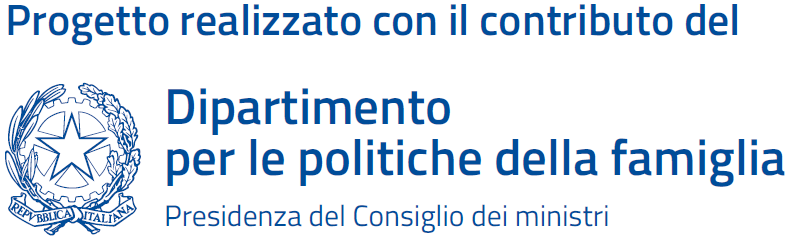 Progetto realizzato con il contributo del
Dipartimento
per le politiche della famiglia
Presidenza del Consiglio dei ministri
REPVBBLICA ITALIANA